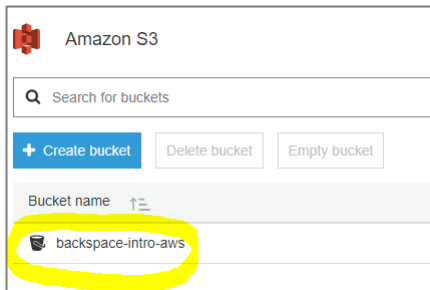 Amazon S3
Search for buckets
+ Create bucket Delete bucket Empty bucket
Bucket name
backspace-intro-aws